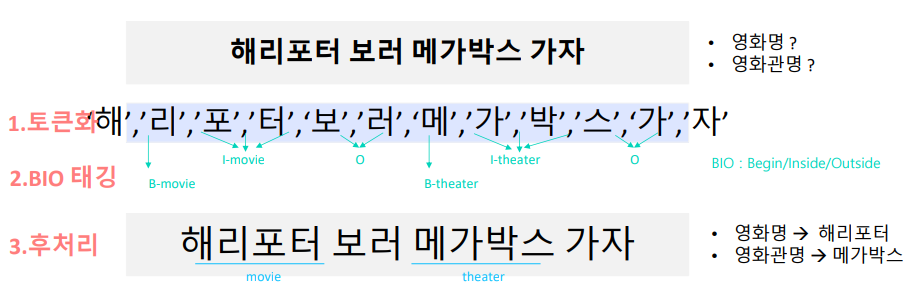 해리포터 보러 메가박스 가자
• 영화명 ?
• 영화관명 ?
1.토큰화
‘해’,’리’,’포’,’터’,‘보’,’러’,‘메’,’가’,’박’,’스’,‘가’,’자’
I-movie O I-theater O
BIO : Begin/Inside/Outside
2.BIO 태깅
B-movie B-theater
3.후처리
해리포터 보러 메가박스 가자
movie theater
• 영화명 → 해리포터
• 영화관명 → 메가박스